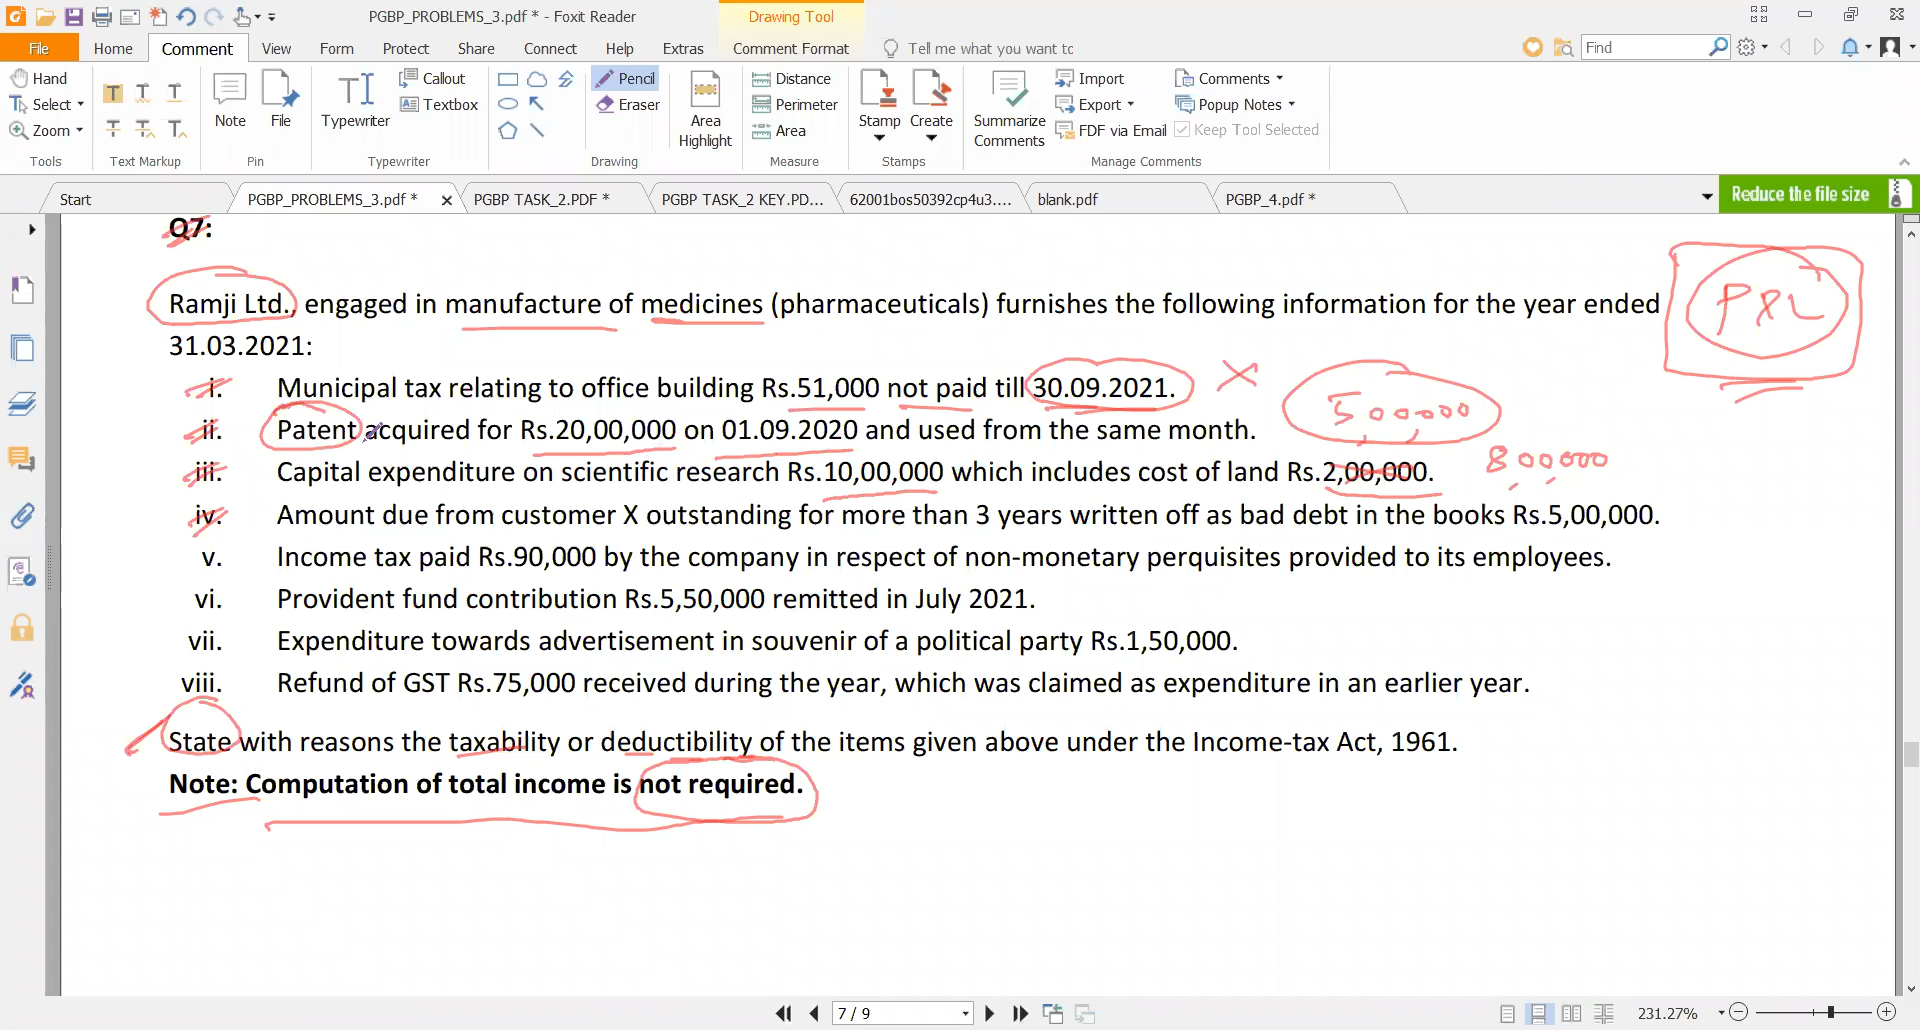 PGBP_PROBLEMS_3.pdf * - Foxit Reader
Drawing Tool
File Home Comment View Form Protect Share Connect Help Extras Comment Format Tell me what you want to Find
Hand
Select
Zoom
Tools
Text Markup
Note
File
Pin
Typewriter
Callout
Textbox
Typewriter
Pencil
Eraser
Area Highlight
Drawing
Distance
Perimeter
Area
Measure
Stamp
Create
Stamps
Summarize Comments
Import
Export
FDF via Email
Comments
Popup Notes
Keep Tool Selected
Manage Comments
Start PGBP_PROBLEMS_3.pdf * PGBP TASK_2.PDF * PGBP TASK_2 KEY.PD... 62001bos50392cp4u3.... blank.pdf PGBP_4.pdf * Reduce the file size
Q7:
Ramji Ltd., engaged in manufacture of medicines (pharmaceuticals) furnishes the following information for the year ended
31.03.2021:
P&L
i. Municipal tax relating to office building Rs.51,000 not paid till 30.09.2021.
5,00,000
ii. Patent acquired for Rs.20,00,000 on 01.09.2020 and used from the same month.
8,00,000
iii. Capital expenditure on scientific research Rs.10,00,000 which includes cost of land Rs.2,00,000.
iv. Amount due from customer X outstanding for more than 3 years written off as bad debt in the books Rs.5,00,000.
v. Income tax paid Rs.90,000 by the company in respect of non-monetary perquisites provided to its employees.
vi. Provident fund contribution Rs.5,50,000 remitted in July 2021.
vii. Expenditure towards advertisement in souvenir of a political party Rs.1,50,000.
viii. Refund of GST Rs.75,000 received during the year, which was claimed as expenditure in an earlier year.
State with reasons the taxability or deductibility of the items given above under the Income-tax Act, 1961.
Note: Computation of total income is not required.
7 / 9
231.27%